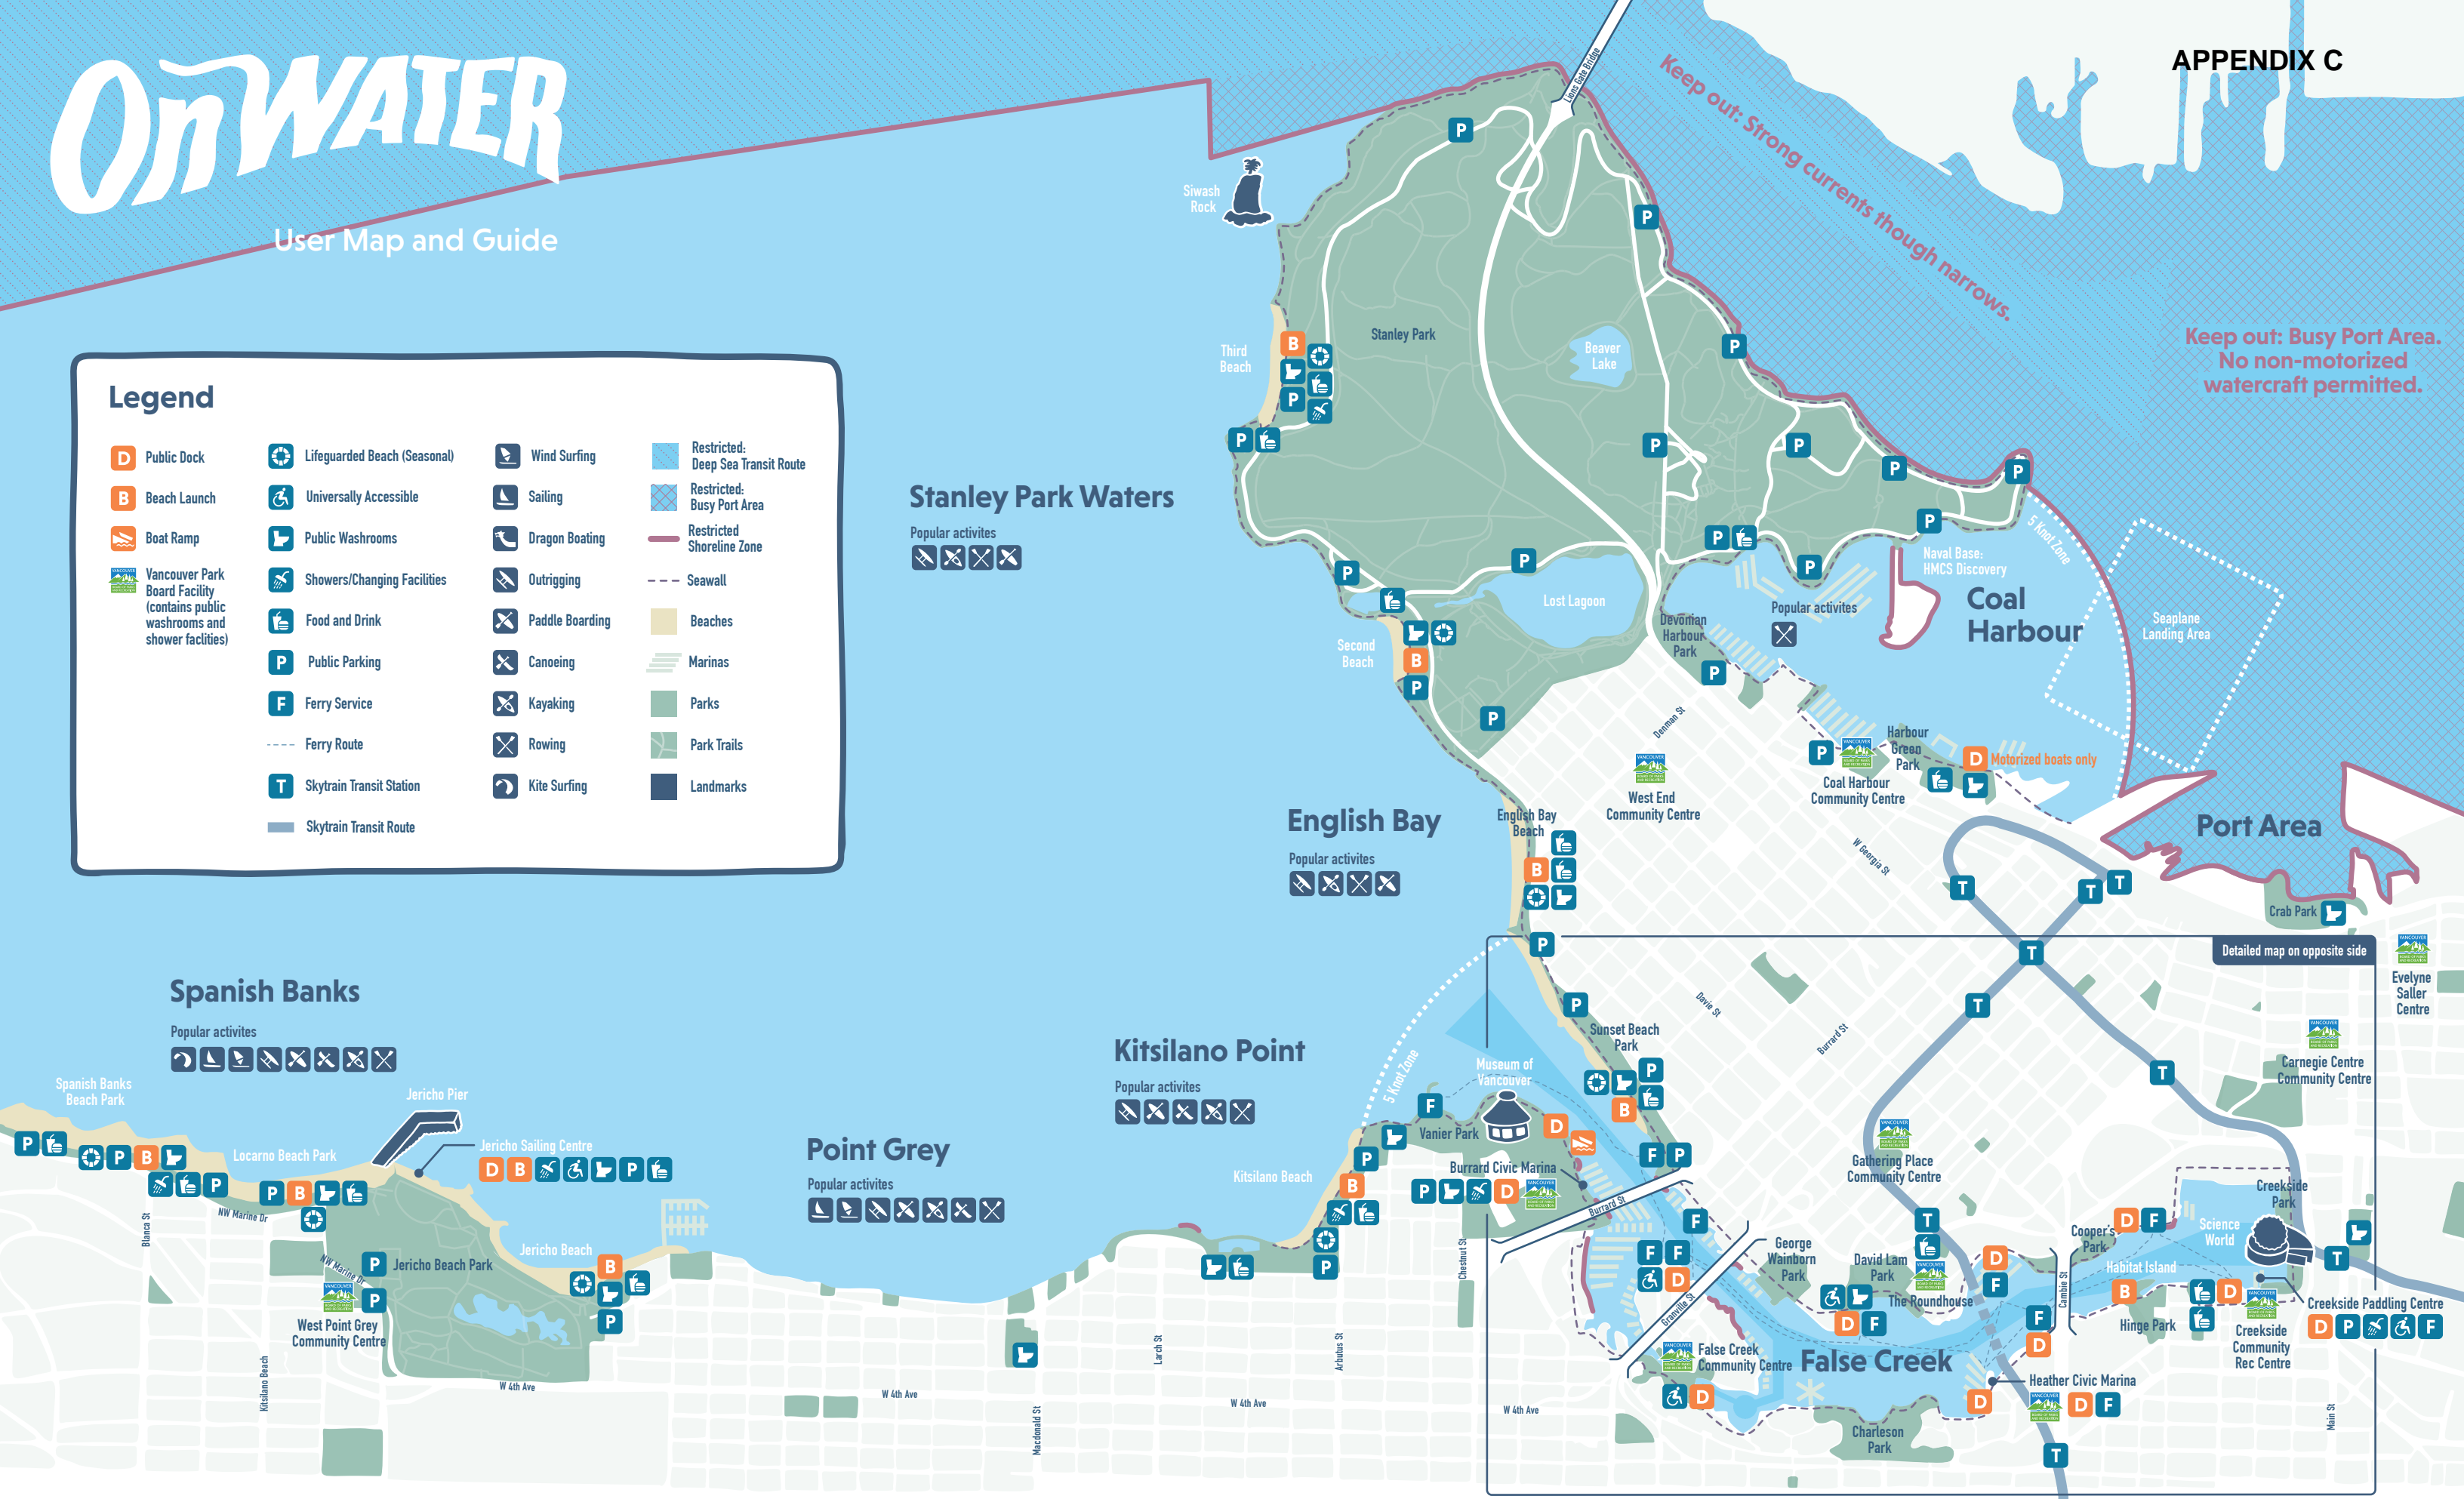 APPENDIX C
OnWATER
User Map and Guide
Lions Gate Bridge
Keep out: Strong currents though narrows.
Keep out: Busy Port Area.
No non-motorized
watercraft permitted.
Siwash
Rock
Legend
D Public Dock
B Beach Launch
Boat Ramp
Vancouver Park
Board Facility
(contains public
washrooms and
shower faclities)
Lifeguarded Beach (Seasonal)
Universally Accessible
Public Washrooms
Showers/Changing Facilities
Food and Drink
P Public Parking
F Ferry Service
Ferry Route
T Skytrain Transit Station
Skytrain Transit Route
Wind Surfing
Sailing
Dragon Boating
Outrigging
Paddle Boarding
Canoeing
Kayaking
Rowing
Kite Surfing
Restricted:
Deep Sea Transit Route
Restricted:
Busy Port Area
Restricted
Shoreline Zone
Seawall
Beaches
Marinas
Parks
Park Trails
Landmarks
Third
Beach
Stanley Park
Beaver
Lake
Stanley Park Waters
Popular activites
Lost Lagoon
Second
Beach
Devonian
Harbour
Park
Popular activites
Naval Base:
HMCS Discovery
Coal
Harbour
5 Knot Zone
Seaplane
Landing Area
Denman St
West End
Community Centre
Harbour
Green
Park
Coal Harbour
Community Centre
D Motorized boats only
Port Area
W Georgia St
Crab Park
English Bay
Popular activites
English Bay
Beach
Detailed map on opposite side
Evelyne
Saller
Centre
Carnegie Centre
Community Centre
Davie St
Burrard St
Sunset Beach
Park
Spanish Banks
Popular activites
Spanish Banks
Beach Park
Jericho Pier
Jericho Sailing Centre
Locarno Beach Park
NW Marine Dr
Blanca St
NW Marine Dr
Jericho Beach
Jericho Beach Park
West Point Grey
Community Centre
Kitsilano Beach
W 4th Ave
Point Grey
Popular activites
W 4th Ave
Macdonald St
Kitsilano Point
Popular activites
5 Knot Zone
Kitsilano Beach
Larch St
Arbutus St
W 4th Ave
Museum of
Vancouver
Vanier Park
Burrard Civic Marina
Burrard St
Chestnut St
W 4th Ave
Granville St
Gathering Place
Community Centre
George
Wainborn
Park
David Lam
Park
The Roundhouse
False Creek
Community Centre
False Creek
Charleson
Park
Heather Civic Marina
Cambie St
Cooper's
Park
Habitat Island
Hinge Park
Science
World
Creekside
Park
Creekside Paddling Centre
Creekside
Community
Rec Centre
Main St